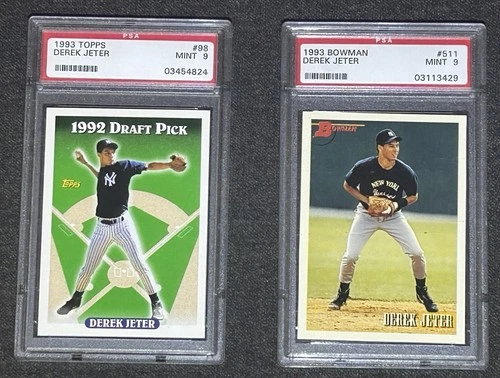 PSA
1993 TOPPS #98
DEREK JETER MINT 9
03454824
1992 DRAFT PICK
TOPPS
NY
DEREK JETER
PSA
1993 BOWMAN #511
DEREK JETER MINT 9
03113429
B BOWMAN
NEW YORK
DEREK JETER